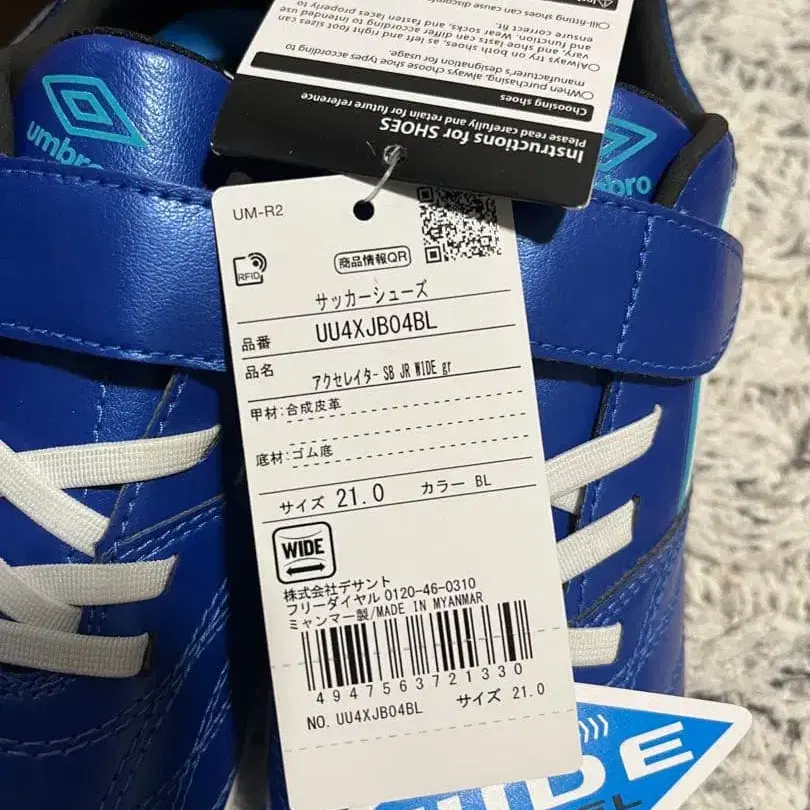 Instructions for SHOES
Please read carefully and retain for future reference
Choosing shoes
○When purchasing, always choose shoe types according to
manufacturer's designation for usage.
○Always try on both shoes, as left and right foot sizes can
vary, and shoes differ according to intended use
and function. Wear socks, and fasten laces properly to
ensure correct fit.
○Ill-fitting shoes can cause
umbro
umbro
UM-R2
RFID
商品情報QR
サッカーシューズ
品番 UU4XJB04BL
品名 アクセレイター SB JR WIDE gr
甲材:合成皮革
底材:ゴム底
サイズ 21.0 カラー BL
WIDE
株式会社デサント
フリーダイヤル 0120-46-0310
ミャンマー製/MADE IN MYANMAR
4947563721330
NO. UU4XJB04BL サイズ 21.0